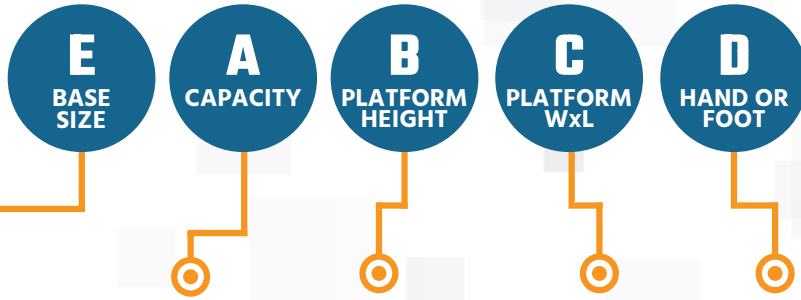 E
BASE
SIZE
A
CAPACITY
B
PLATFORM
HEIGHT
C
PLATFORM
WxL
D
HAND OR
FOOT